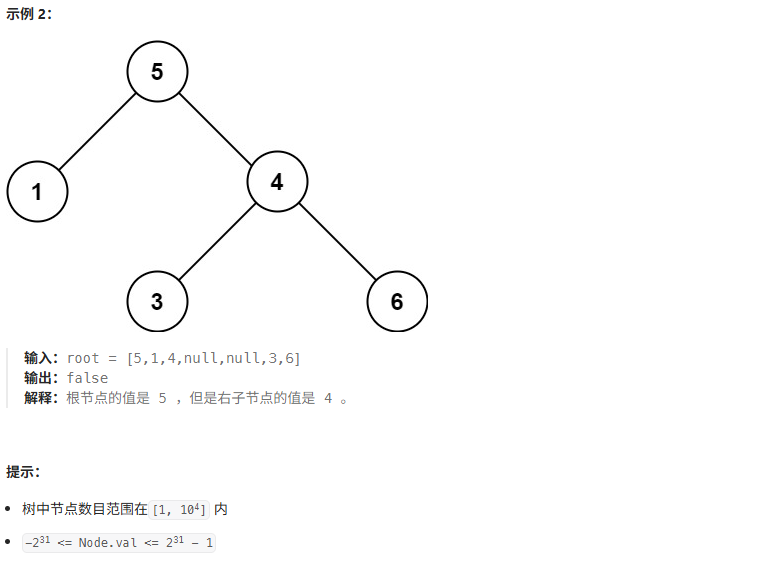 示例 2：
5
1
4
3
6
输入：root = [5,1,4,null,null,3,6]
输出：false
解释：根节点的值是 5 ，但是右子节点的值是 4 。
提示：
• 树中节点数目范围在[1, 10⁴] 内
• -2³¹ <= Node.val <= 2³¹ - 1